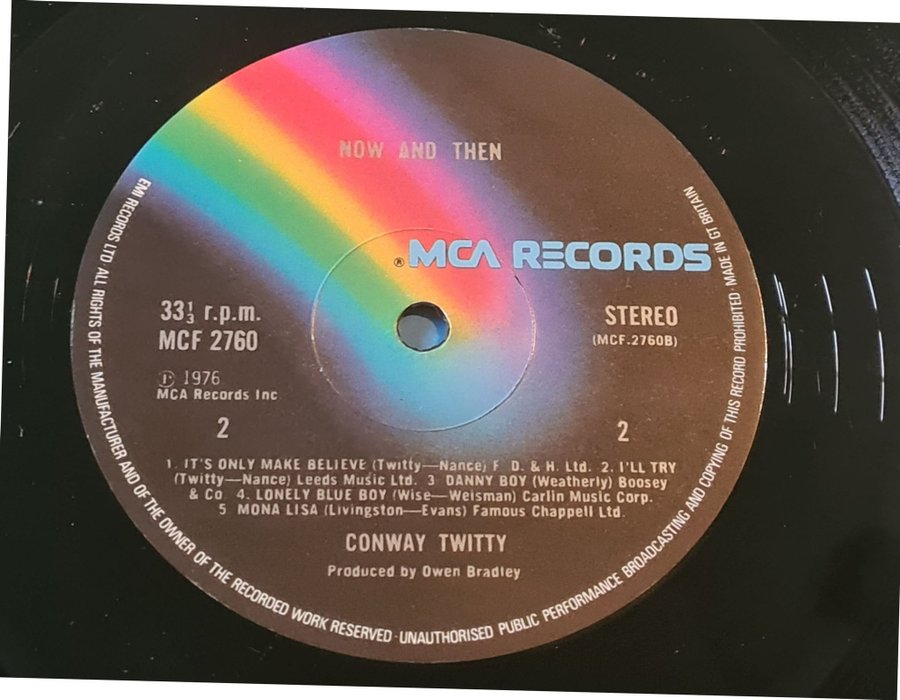 NOW AND THEN
® MCA RECORDS
33⅓ r.p.m.
MCF 2760
STEREO
(MCF.2760B)
Ⓟ 1976
MCA Records Inc
2
2
1. IT'S ONLY MAKE BELIEVE (Twitty—Nance) F. D. & H. Ltd. 2. I'LL TRY
(Twitty—Nance) Leeds Music Ltd. 3 DANNY BOY (Weatherly) Boosey
& Co 4. LONELY BLUE BOY (Wise—Weisman) Carlin Music Corp.
5 MONA LISA (Livingston—Evans) Famous Chappell Ltd.
CONWAY TWITTY
Produced by Owen Bradley
EMI RECORDS LTD ALL RIGHTS OF THE MANUFACTURER AND OF THE OWNER OF THE RECORDED WORK RESERVED · UNAUTHORISED PUBLIC PERFORMANCE BROADCASTING AND COPYING OF THIS RECORD PROHIBITED · MADE IN GT BRITAIN